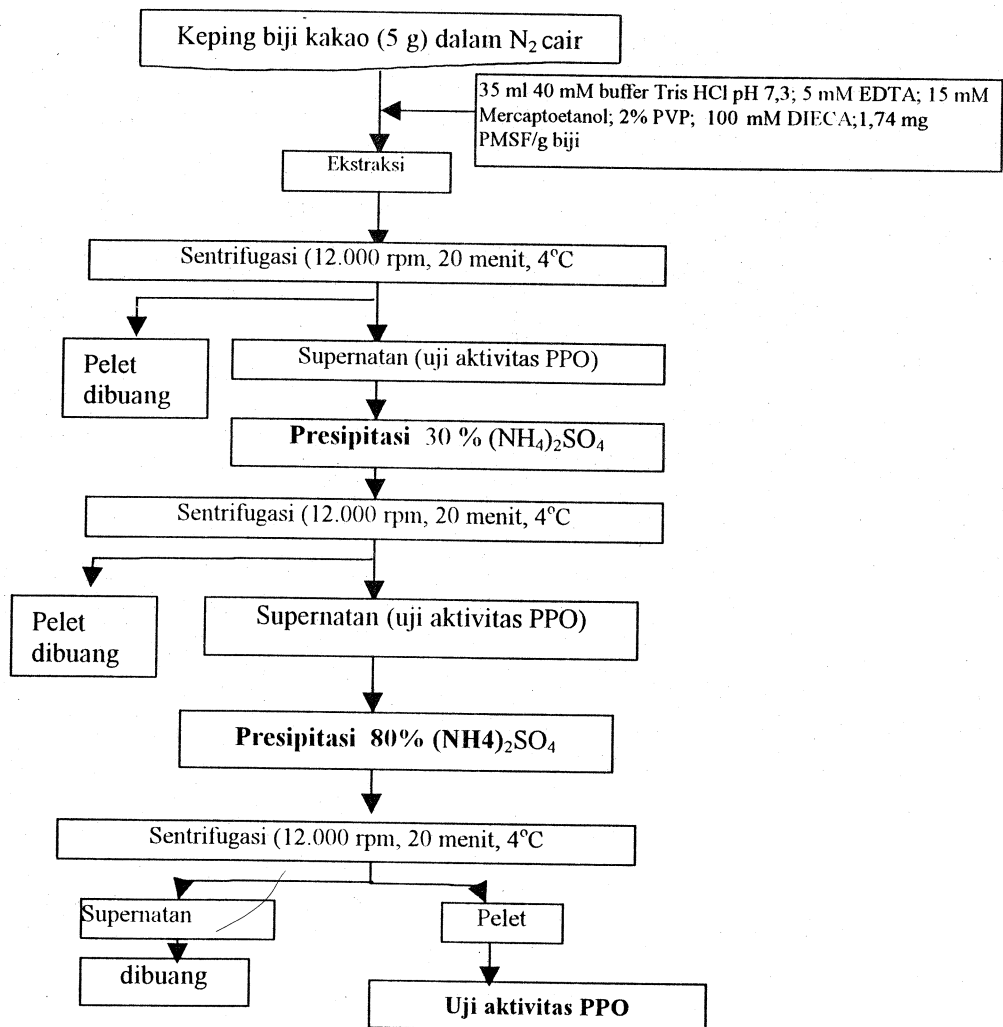 Keping biji kakao (5 g) dalam N₂ cair
35 ml 40 mM buffer Tris HCl pH 7,3; 5 mM EDTA; 15 mM
Mercaptoetanol; 2% PVP; 100 mM DIECA;1,74 mg
PMSF/g biji
Ekstraksi
Sentrifugasi (12.000 rpm, 20 menit, 4°C
Pelet
dibuang
Supernatan (uji aktivitas PPO)
Presipitasi 30 % (NH₄)₂SO₄
Sentrifugasi (12.000 rpm, 20 menit, 4°C
Pelet
dibuang
Supernatan (uji aktivitas PPO)
Presipitasi 80% (NH4)₂SO₄
Sentrifugasi (12.000 rpm, 20 menit, 4°C
Supernatan
Pelet
dibuang
Uji aktivitas PPO